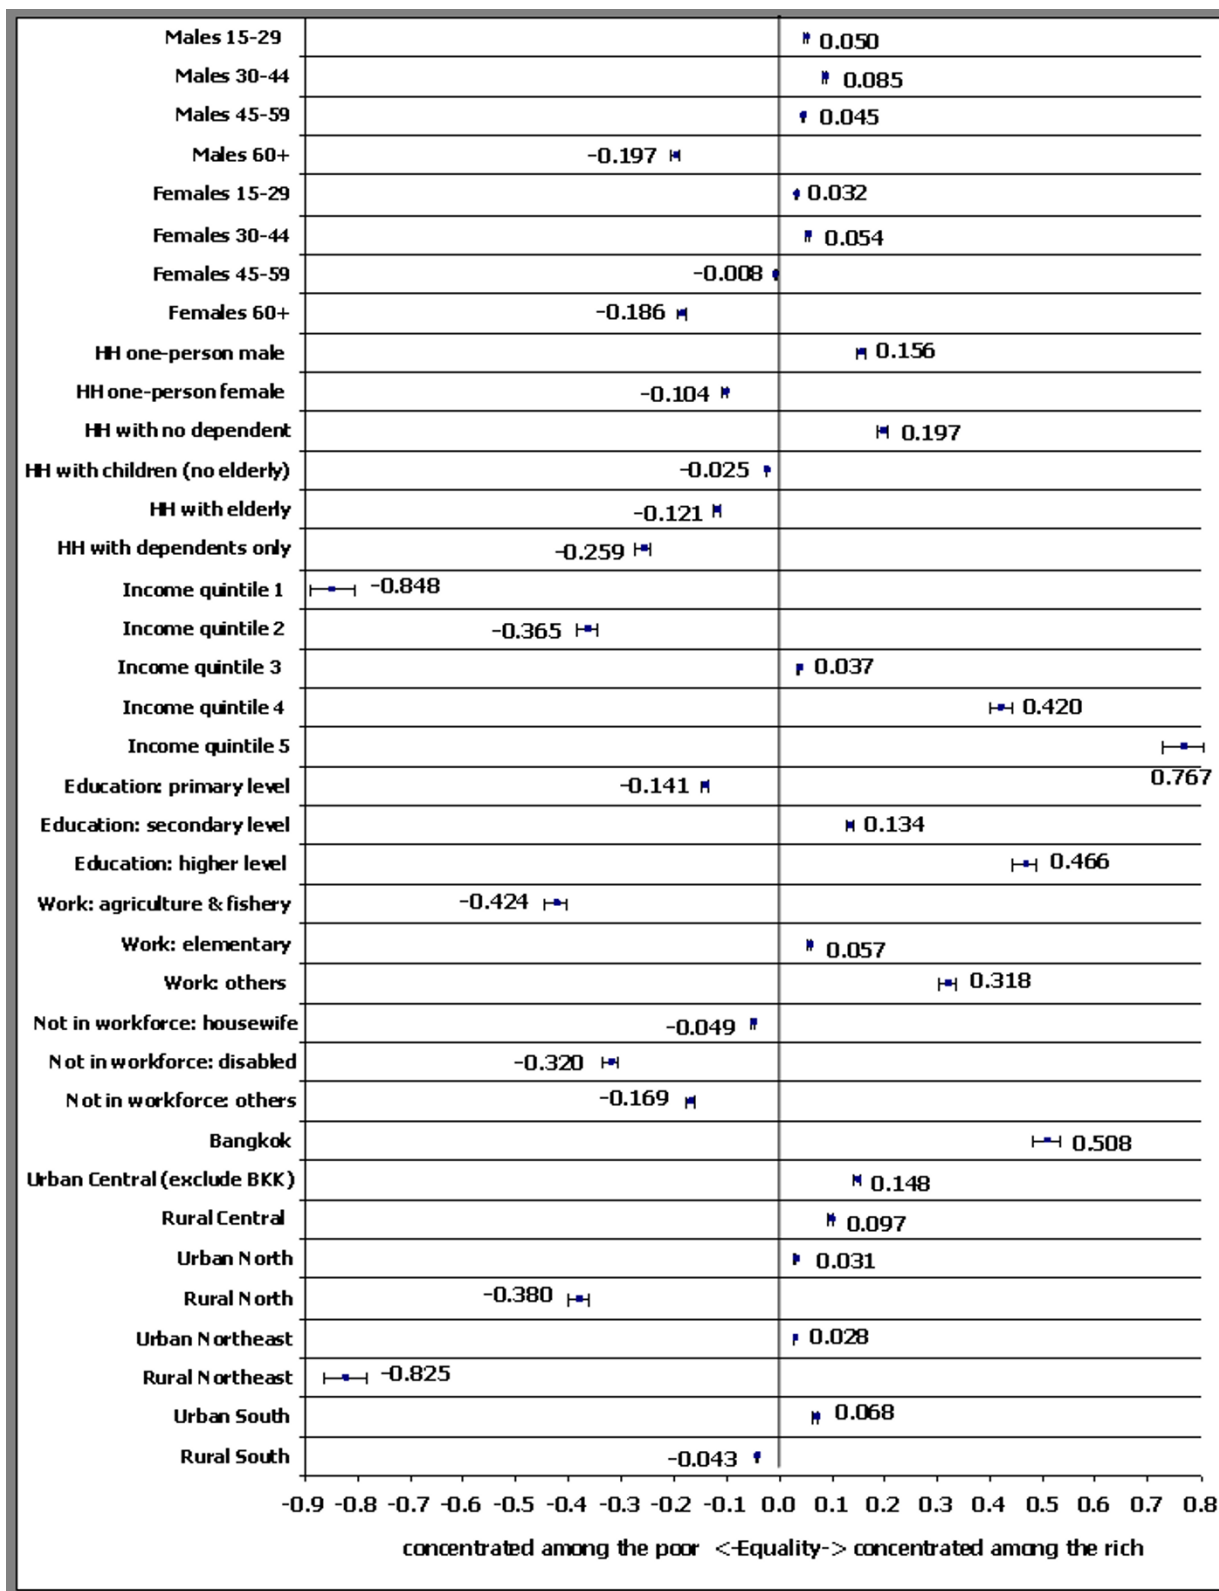 Males 15-29 0.050
Males 30-44 0.085
Males 45-59 0.045
Males 60+ -0.197
Females 15-29 0.032
Females 30-44 0.054
Females 45-59 -0.008
Females 60+ -0.186
HH one-person male 0.156
HH one-person female -0.104
HH with no dependent 0.197
HH with children (no elderly) -0.025
HH with elderly -0.121
HH with dependents only -0.259
Income quintile 1 -0.848
Income quintile 2 -0.365
Income quintile 3 0.037
Income quintile 4 0.420
Income quintile 5 0.767
Education: primary level -0.141
Education: secondary level 0.134
Education: higher level 0.466
Work: agriculture & fishery -0.424
Work: elementary 0.057
Work: others 0.318
Not in workforce: housewife -0.049
Not in workforce: disabled -0.320
Not in workforce: others -0.169
Bangkok 0.508
Urban Central (exclude BKK) 0.148
Rural Central 0.097
Urban North 0.031
Rural North -0.380
Urban Northeast 0.028
Rural Northeast -0.825
Urban South 0.068
Rural South -0.043
-0.9 -0.8 -0.7 -0.6 -0.5 -0.4 -0.3 -0.2 -0.1 0.0 0.1 0.2 0.3 0.4 0.5 0.6 0.7 0.8
concentrated among the poor <-Equality-> concentrated among the rich